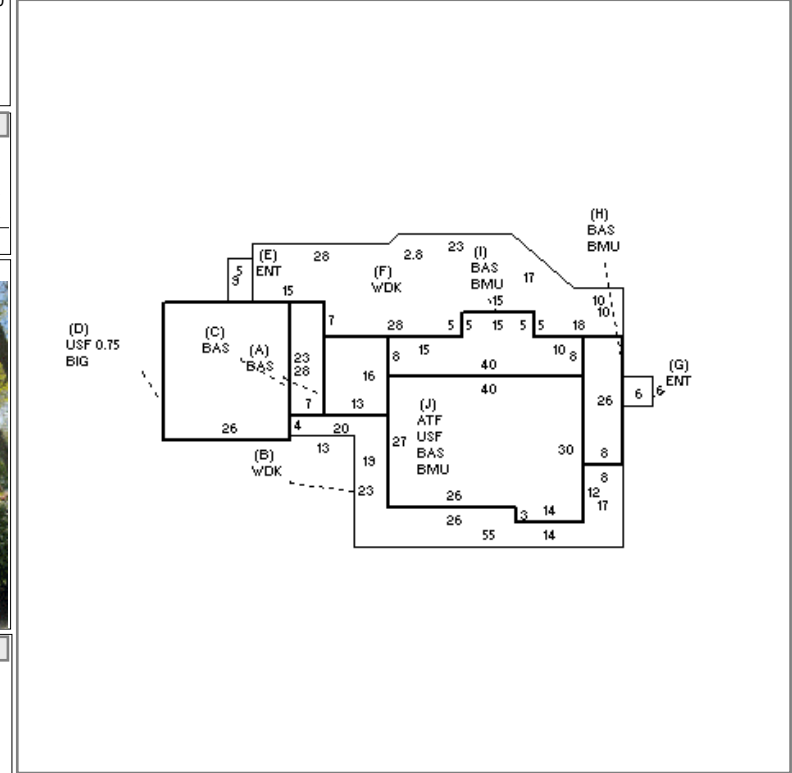 (H)
BAS
BMU
(E)
ENT
28
2.8
23
(I)
BAS
BMU
(F)
WDK
17
5
9
15
15
10
10
(D)
USF 0.75
BIG
(C)
BAS
(A)
BAS
7
28
5
5
15
5
5
18
23
28
8
15
10
8
40
16
40
(G)
ENT
6
6
26
7
13
26
4
20
13
(B)
WDK
23
19
27
(J)
ATF
USF
BAS
BMU
30
8
8
12
17
26
3
14
26
55
14